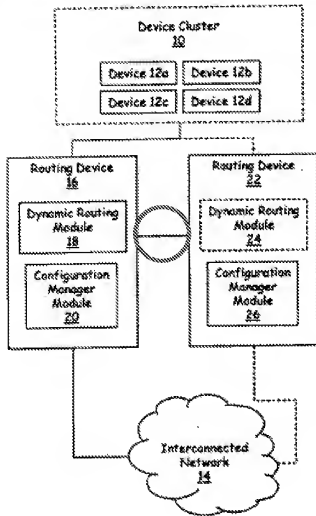 Device Cluster
10
Device 12a
Device 12b
Device 12c
Device 12d
Routing Device
16
Dynamic Routing
Module
18
Configuration
Manager
Module
20
Routing Device
22
Dynamic Routing
Module
24
Configuration
Manager
Module
26
Interconnected
Network
14